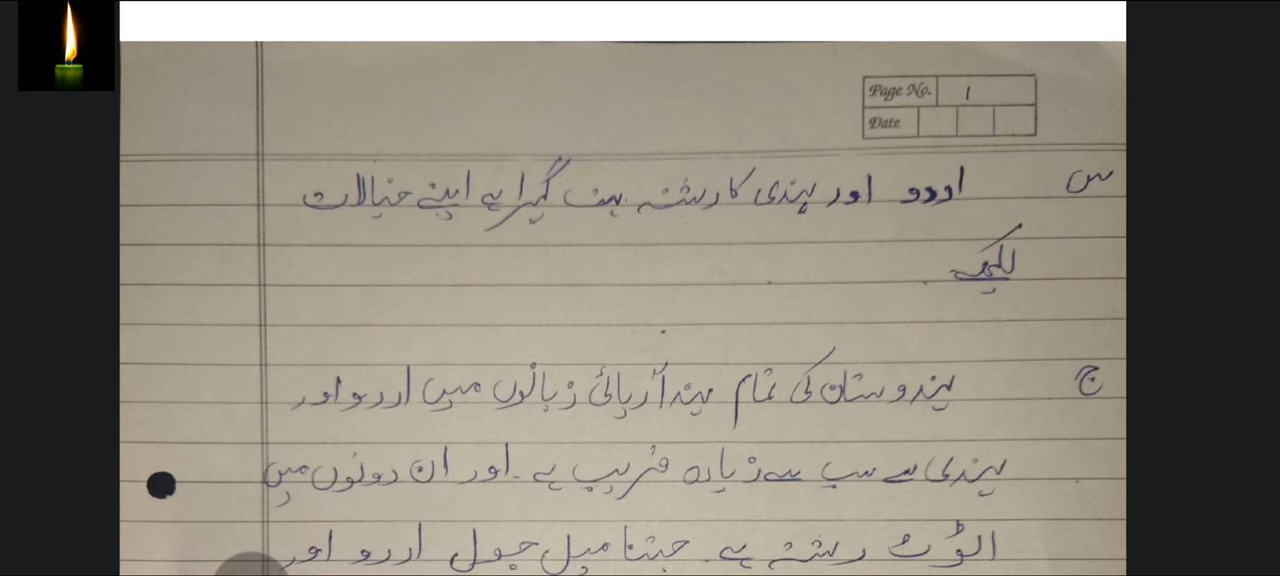 Page No. 1
Date
س اردو اور ہندی کا رشتہ بہت گہرا ہے اپنے خیالات
لکھیے
ج ہندوستان کی تمام ہند آریائی زبانوں میں اردو اور
ہندی سے سب سے زیادہ قریب ہے۔ اور ان دونوں میں
اٹوٹ رشتہ ہے۔ جتنا میل جول اردو اور